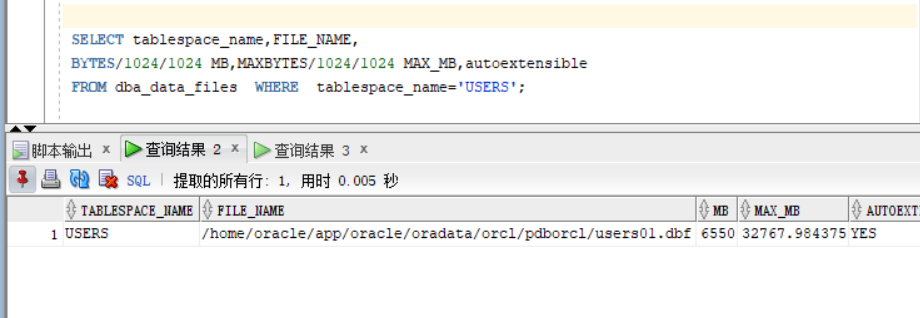 SELECT tablespace_name,FILE_NAME,
BYTES/1024/1024 MB,MAXBYTES/1024/1024 MAX_MB,autoextensible
FROM dba_data_files WHERE tablespace_name='USERS';
脚本输出 x 查询结果 2 x 查询结果 3 x
SQL | 提取的所有行: 1, 用时 0.005 秒
TABLESPACE_NAME FILE_NAME MB MAX_MB AUTOEXT
1 USERS /home/oracle/app/oracle/oradata/orcl/pdborcl/users01.dbf 6550 32767.984375 YES